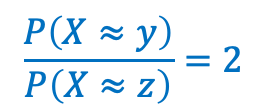 P(X ≈ y)
P(X ≈ z) = 2